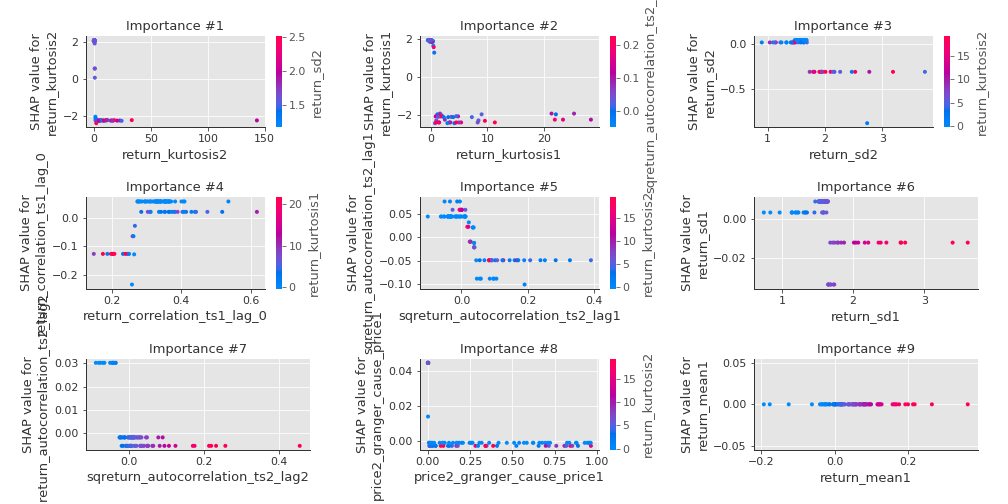 Importance #1
SHAP value for
return_kurtosis2
2
0
−2
0
50
100
150
return_kurtosis2
2.5
2.0
1.5
return_sd2
Importance #2
SHAP value for
return_kurtosis1
2
0
−2
0
10
20
return_kurtosis1
0.2
0.1
0.0
Importance #3
SHAP value for
return_sd2
0.0
−0.5
1
2
3
return_sd2
15
10
5
0
return_kurtosis2
Importance #4
SHAP value for
0.0
−0.1
−0.2
0.2
0.4
0.6
return_correlation_ts1_lag_0
20
10
0
return_kurtosis1
Importance #5
SHAP value for
0.05
0.00
−0.05
−0.10
0.0
0.2
0.4
sqreturn_autocorrelation_ts2_lag1
15
10
5
0
return_kurtosis2
Importance #6
SHAP value for
return_sd1
0.00
−0.02
1
2
3
return_sd1
Importance #7
SHAP value for
0.03
0.02
0.01
0.00
0.0
0.2
0.4
sqreturn_autocorrelation_ts2_lag2
Importance #8
SHAP value for
price2_granger_cause_price1
0.04
0.02
0.00
0.00
0.25
0.50
0.75
1.00
price2_granger_cause_price1
15
10
5
0
return_kurtosis2
Importance #9
SHAP value for
return_mean1
0.05
0.00
−0.05
−0.2
0.0
0.2
return_mean1